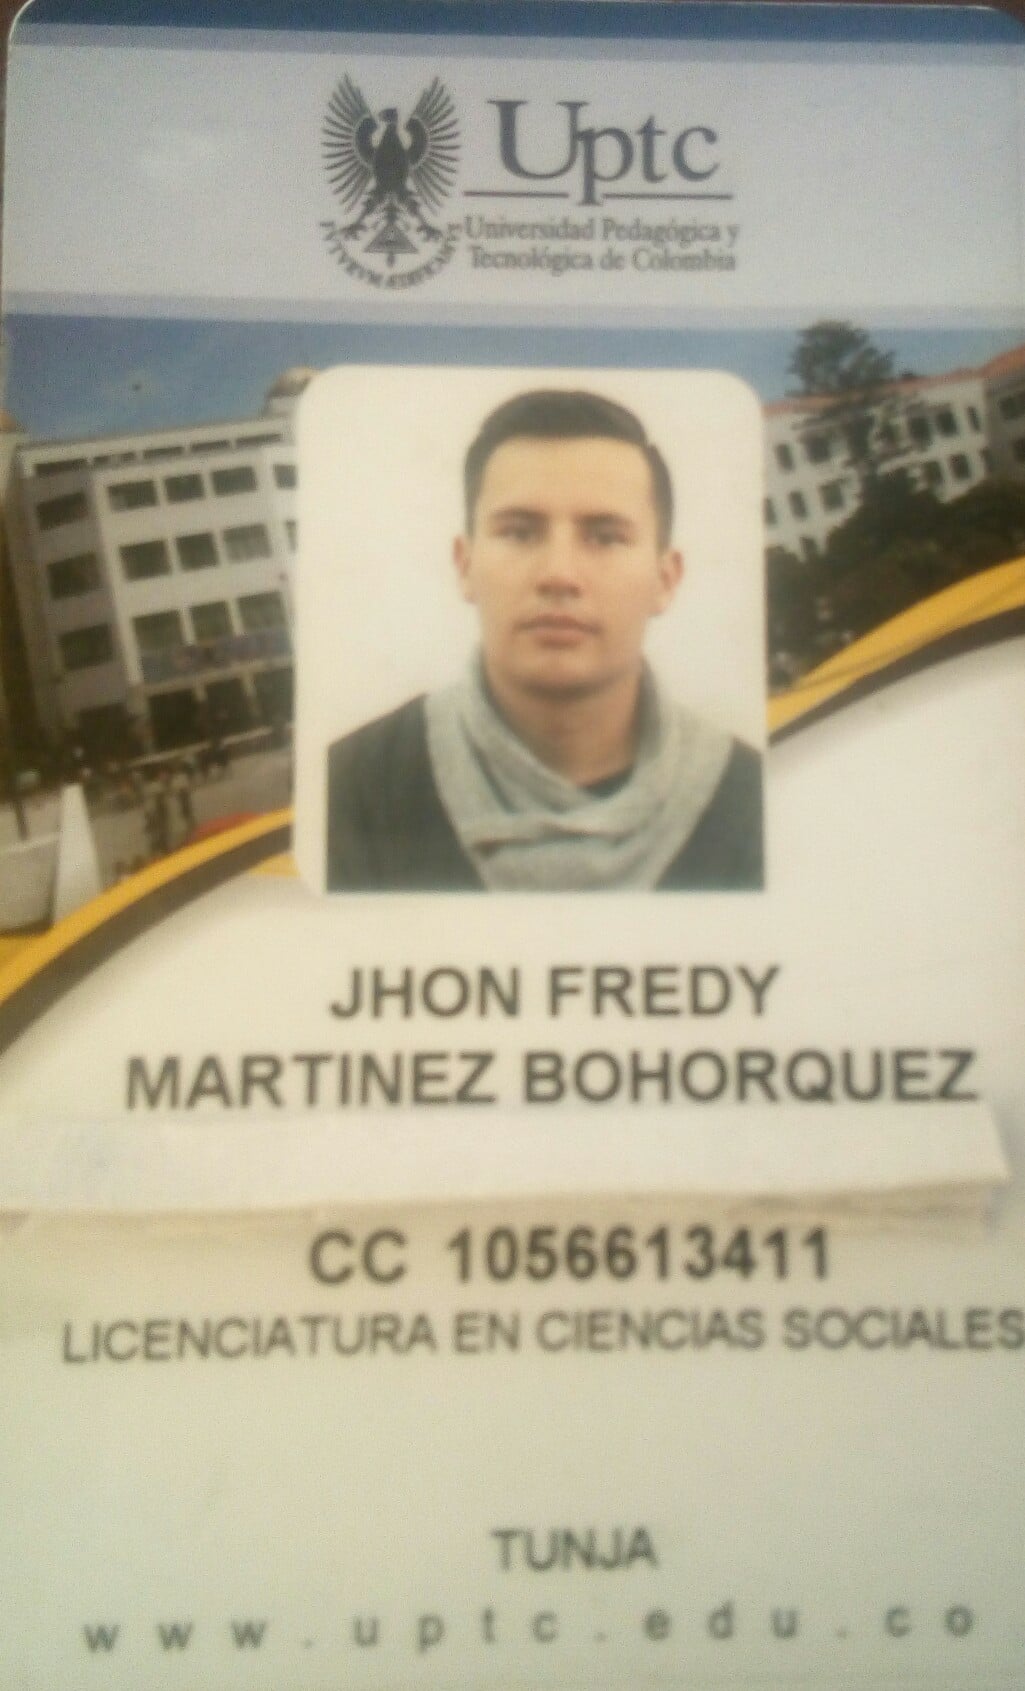 Uptc
Universidad Pedagógica y
Tecnológica de Colombia
JHON FREDY
MARTINEZ BOHORQUEZ
CC 1056613411
LICENCIATURA EN CIENCIAS SOCIALES
TUNJA
www.uptc.edu.co